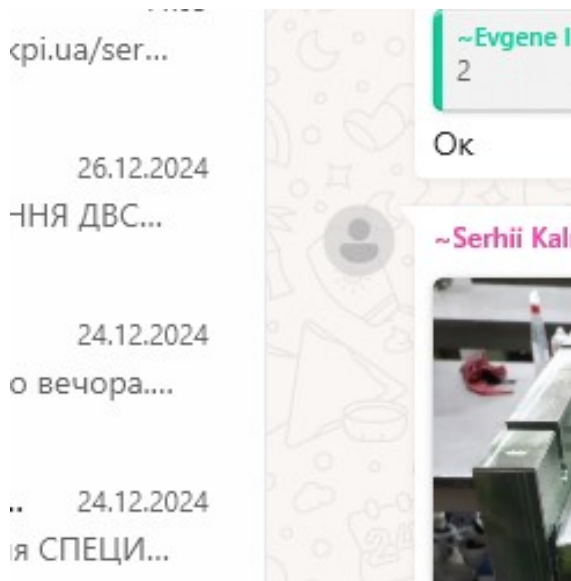 kpi.ua/ser...
26.12.2024
ННЯ ДВС...
24.12.2024
о вечора....
.. 24.12.2024
я СПЕЦИ...
~Evgene I
2
Ок
~Serhii Kal